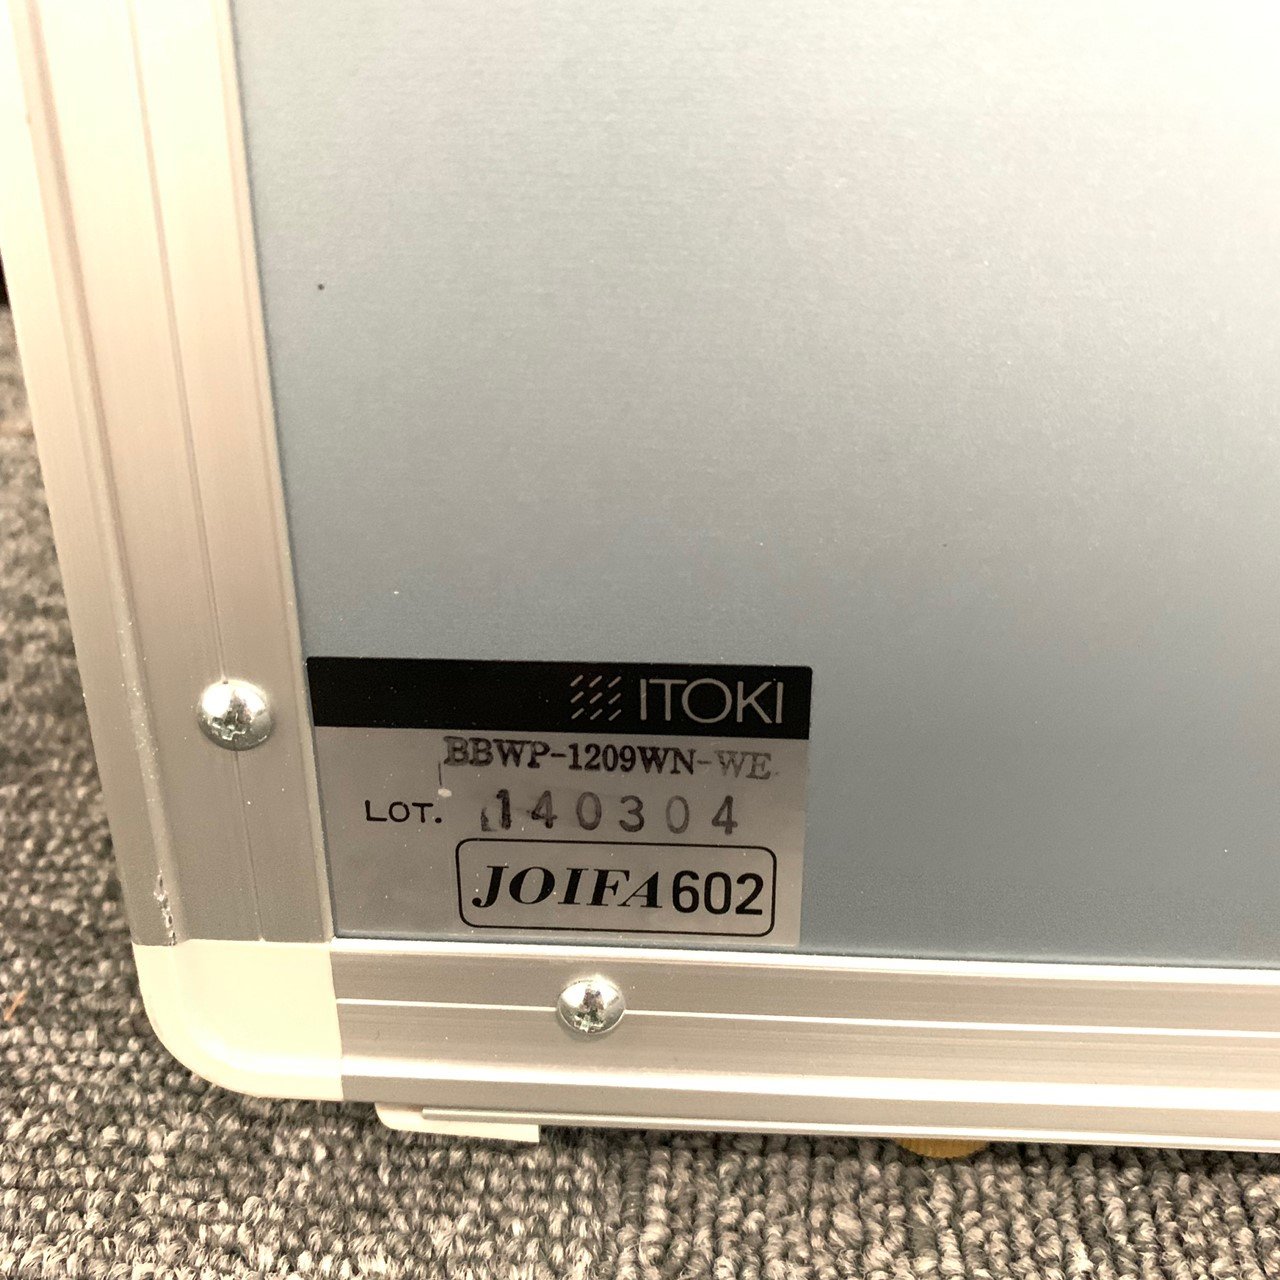 ITOKI
BBWP-1209WN-WE
LOT. 140304
JOIFA602